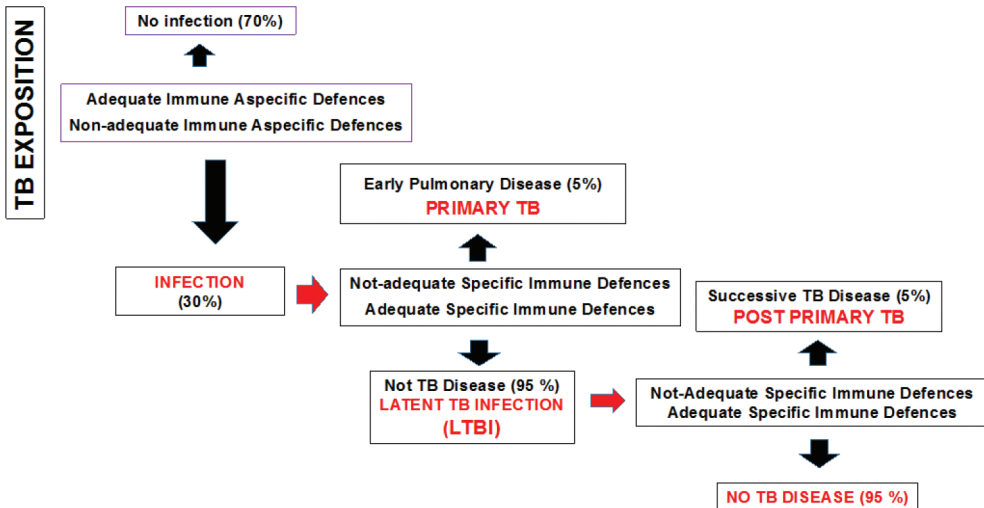 TB EXPOSITION
No infection (70%)
Adequate Immune Aspecific Defences
Non-adequate Immune Aspecific Defences
Early Pulmonary Disease (5%)
PRIMARY TB
INFECTION
(30%)
Not-adequate Specific Immune Defences
Adequate Specific Immune Defences
Successive TB Disease (5%)
POST PRIMARY TB
Not TB Disease (95 %)
LATENT TB INFECTION
(LTBI)
Not-Adequate Specific Immune Defences
Adequate Specific Immune Defences
NO TB DISEASE (95 %)